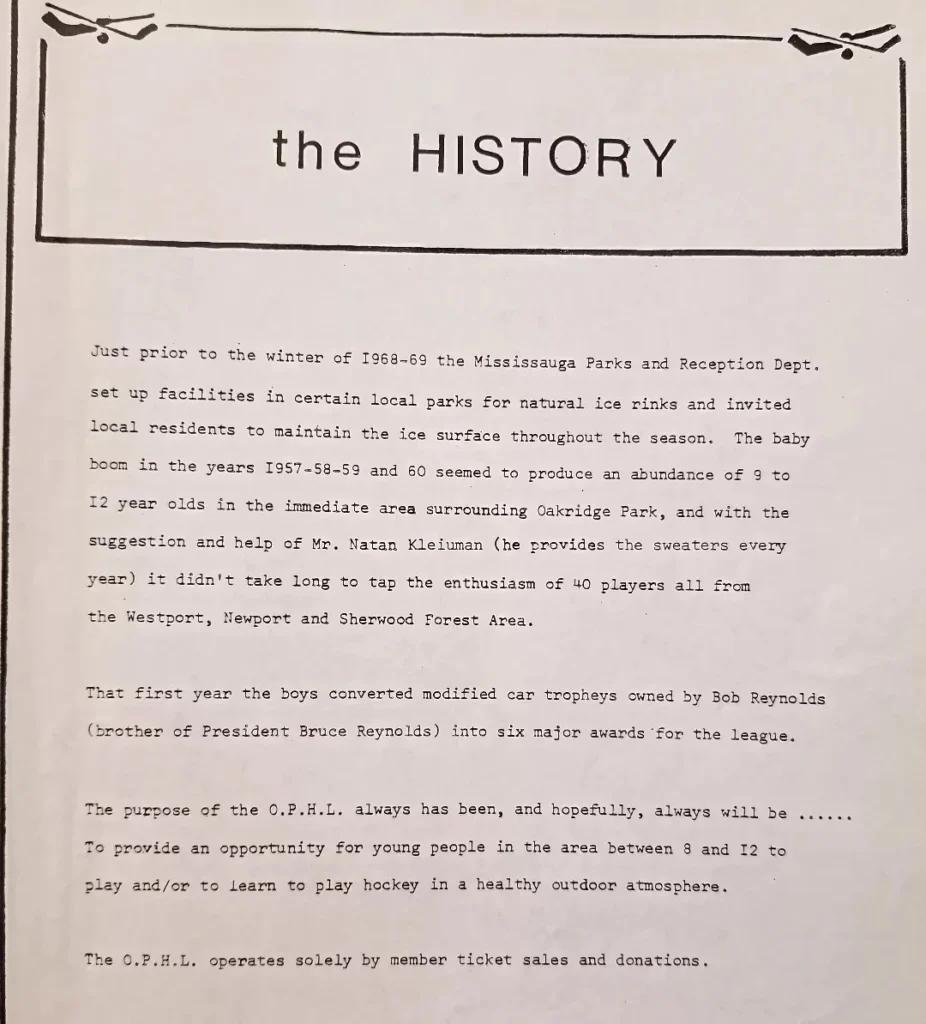 the HISTORY
Just prior to the winter of I968-69 the Mississauga Parks and Reception Dept.
set up facilities in certain local parks for natural ice rinks and invited
local residents to maintain the ice surface throughout the season. The baby
boom in the years I957-58-59 and 60 seemed to produce an abundance of 9 to
I2 year olds in the immediate area surrounding Oakridge Park, and with the
suggestion and help of Mr. Natan Kleiuman (he provides the sweaters every
year) it didn't take long to tap the enthusiasm of 40 players all from
the Westport, Newport and Sherwood Forest Area.
That first year the boys converted modified car tropheys owned by Bob Reynolds
(brother of President Bruce Reynolds) into six major awards for the league.
The purpose of the O.P.H.L. always has been, and hopefully, always will be ......
To provide an opportunity for young people in the area between 8 and I2 to
play and/or to learn to play hockey in a healthy outdoor atmosphere.
The O.P.H.L. operates solely by member ticket sales and donations.